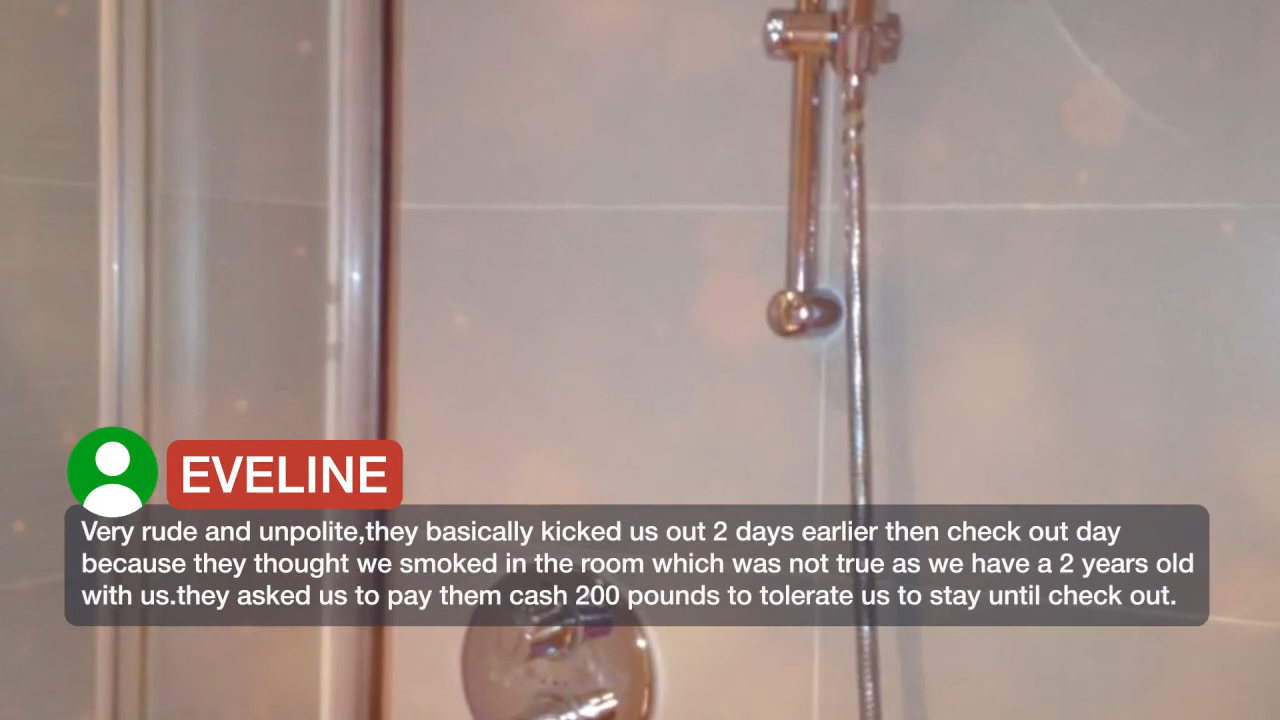 EVELINE
Very rude and unpolite,they basically kicked us out 2 days earlier then check out day
because they thought we smoked in the room which was not true as we have a 2 years old
with us.they asked us to pay them cash 200 pounds to tolerate us to stay until check out.